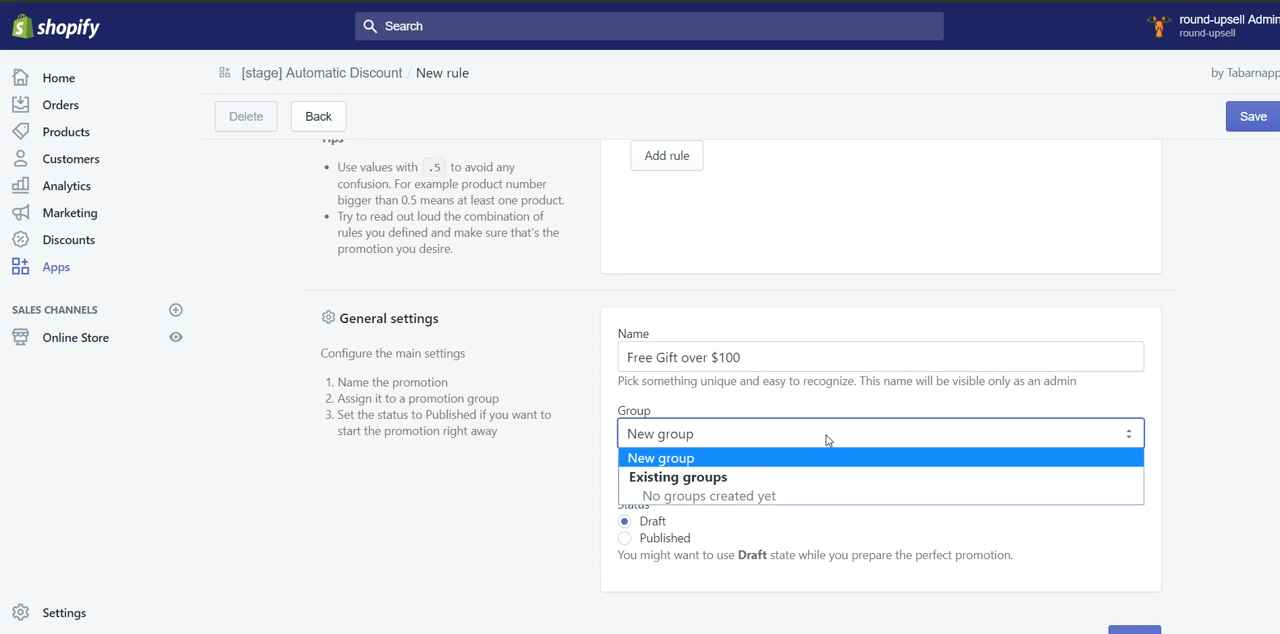 shopify
Search
round-upsell Admin
round-upsell
Home
Orders
Products
Customers
Analytics
Marketing
Discounts
Apps
SALES CHANNELS
Online Store
Settings
[stage] Automatic Discount / New rule
by Tabarnapp
Delete
Back
Save
Tips
• Use values with .5 to avoid any
confusion. For example product number
bigger than 0.5 means at least one product.
• Try to read out loud the combination of
rules you defined and make sure that's the
promotion you desire.
Add rule
General settings
Configure the main settings
1. Name the promotion
2. Assign it to a promotion group
3. Set the status to Published if you want to
start the promotion right away
Name
Free Gift over $100
Pick something unique and easy to recognize. This name will be visible only as an admin
Group
New group
New group
Existing groups
No groups created yet
Status
Draft
Published
You might want to use Draft state while you prepare the perfect promotion.